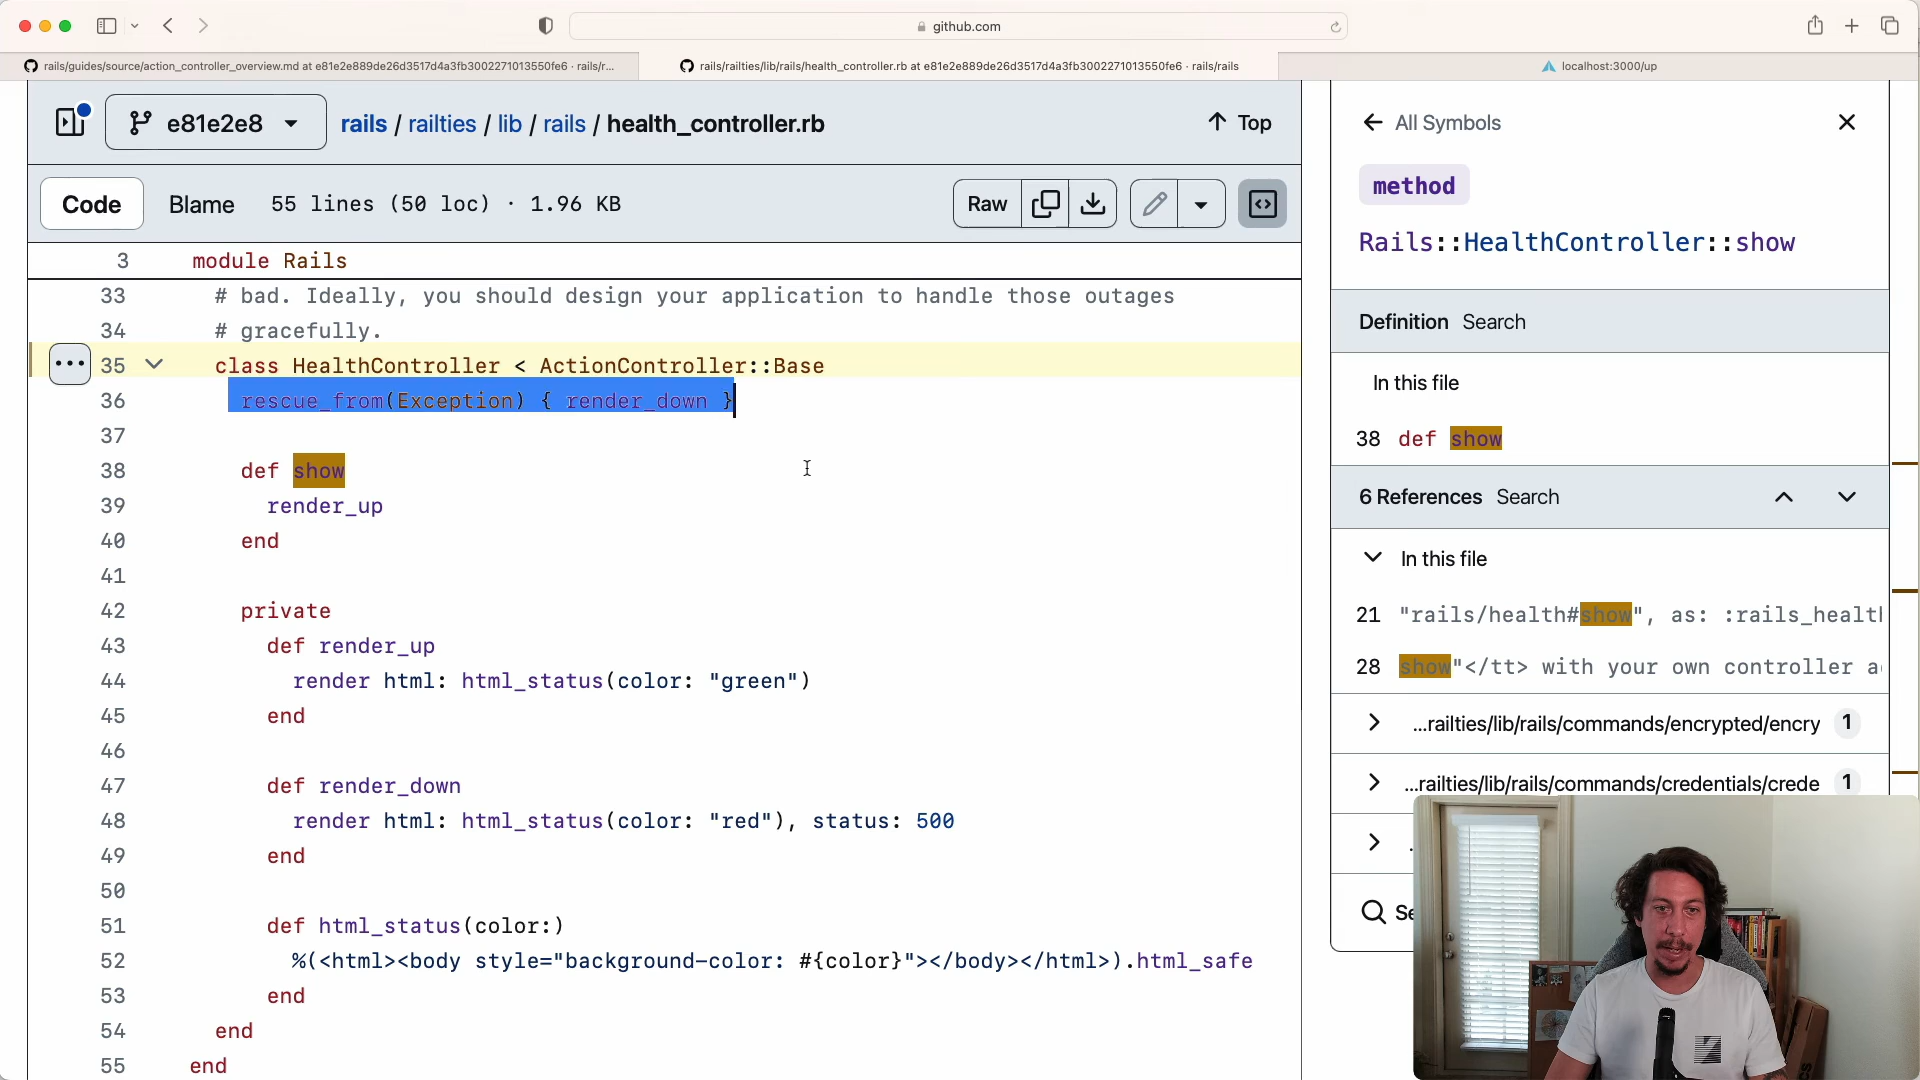 github.com
rails/guides/source/action_controller_overview.md at e81e2e889de26d3517d4a3fb3002271013550fe6 · rails/r...
rails/railties/lib/rails/health_controller.rb at e81e2e889de26d3517d4a3fb3002271013550fe6 · rails/rails
localhost:3000/up
e81e2e8
rails / railties / lib / rails / health_controller.rb
Top
Code
Blame
55 lines (50 loc) · 1.96 KB
Raw
3 module Rails
33 # bad. Ideally, you should design your application to handle those outages
34 # gracefully.
35 class HealthController < ActionController::Base
36 rescue_from(Exception) { render_down }
37
38 def show
39 render_up
40 end
41
42 private
43 def render_up
44 render html: html_status(color: "green")
45 end
46
47 def render_down
48 render html: html_status(color: "red"), status: 500
49 end
50
51 def html_status(color:)
52 %(<html><body style="background-color: #{color}"></body></html>).html_safe
53 end
54 end
55 end
All Symbols
method
Rails::HealthController::show
Definition Search
In this file
38 def show
6 References Search
In this file
21 "rails/health#show", as: :rails_health
28 show"</tt> with your own controller a
...railties/lib/rails/commands/encrypted/encry 1
...railties/lib/rails/commands/credentials/crede 1